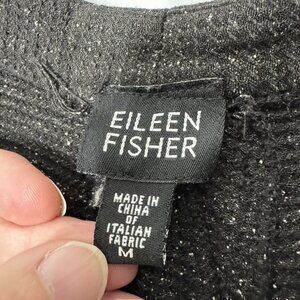 EILEEN
FISHER
MADE IN
CHINA
OF
ITALIAN
FABRIC
M